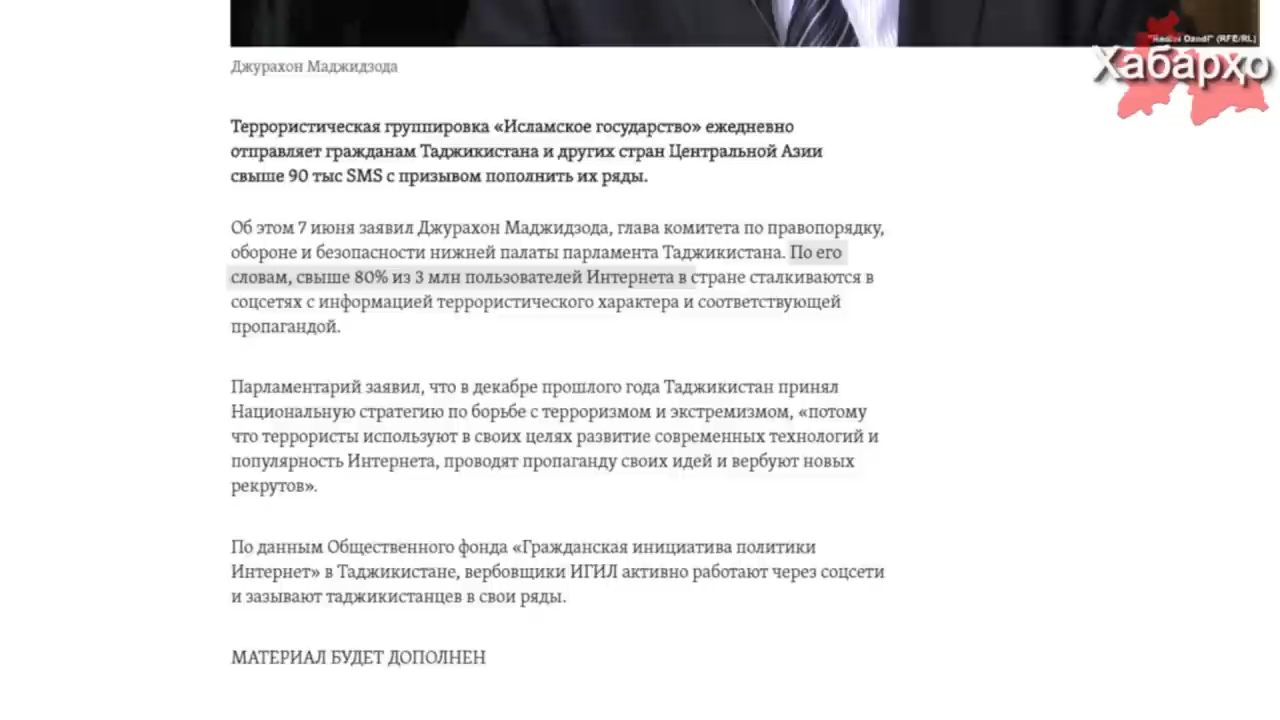 "Radioi Ozodi" (RFE/RL)
Хабарҳо
Джурахон Маджидзода
Террористическая группировка «Исламское государство» ежедневно
отправляет гражданам Таджикистана и других стран Центральной Азии
свыше 90 тыс SMS с призывом пополнить их ряды.
Об этом 7 июня заявил Джурахон Маджидзода, глава комитета по правопорядку,
обороне и безопасности нижней палаты парламента Таджикистана. По его
словам, свыше 80% из 3 млн пользователей Интернета в стране сталкиваются в
соцсетях с информацией террористического характера и соответствующей
пропагандой.
Парламентарий заявил, что в декабре прошлого года Таджикистан принял
Национальную стратегию по борьбе с терроризмом и экстремизмом, «потому
что террористы используют в своих целях развитие современных технологий и
популярность Интернета, проводят пропаганду своих идей и вербуют новых
рекрутов».
По данным Общественного фонда «Гражданская инициатива политики
Интернет» в Таджикистане, вербовщики ИГИЛ активно работают через соцсети
и зазывают таджикистанцев в свои ряды.
МАТЕРИАЛ БУДЕТ ДОПОЛНЕН